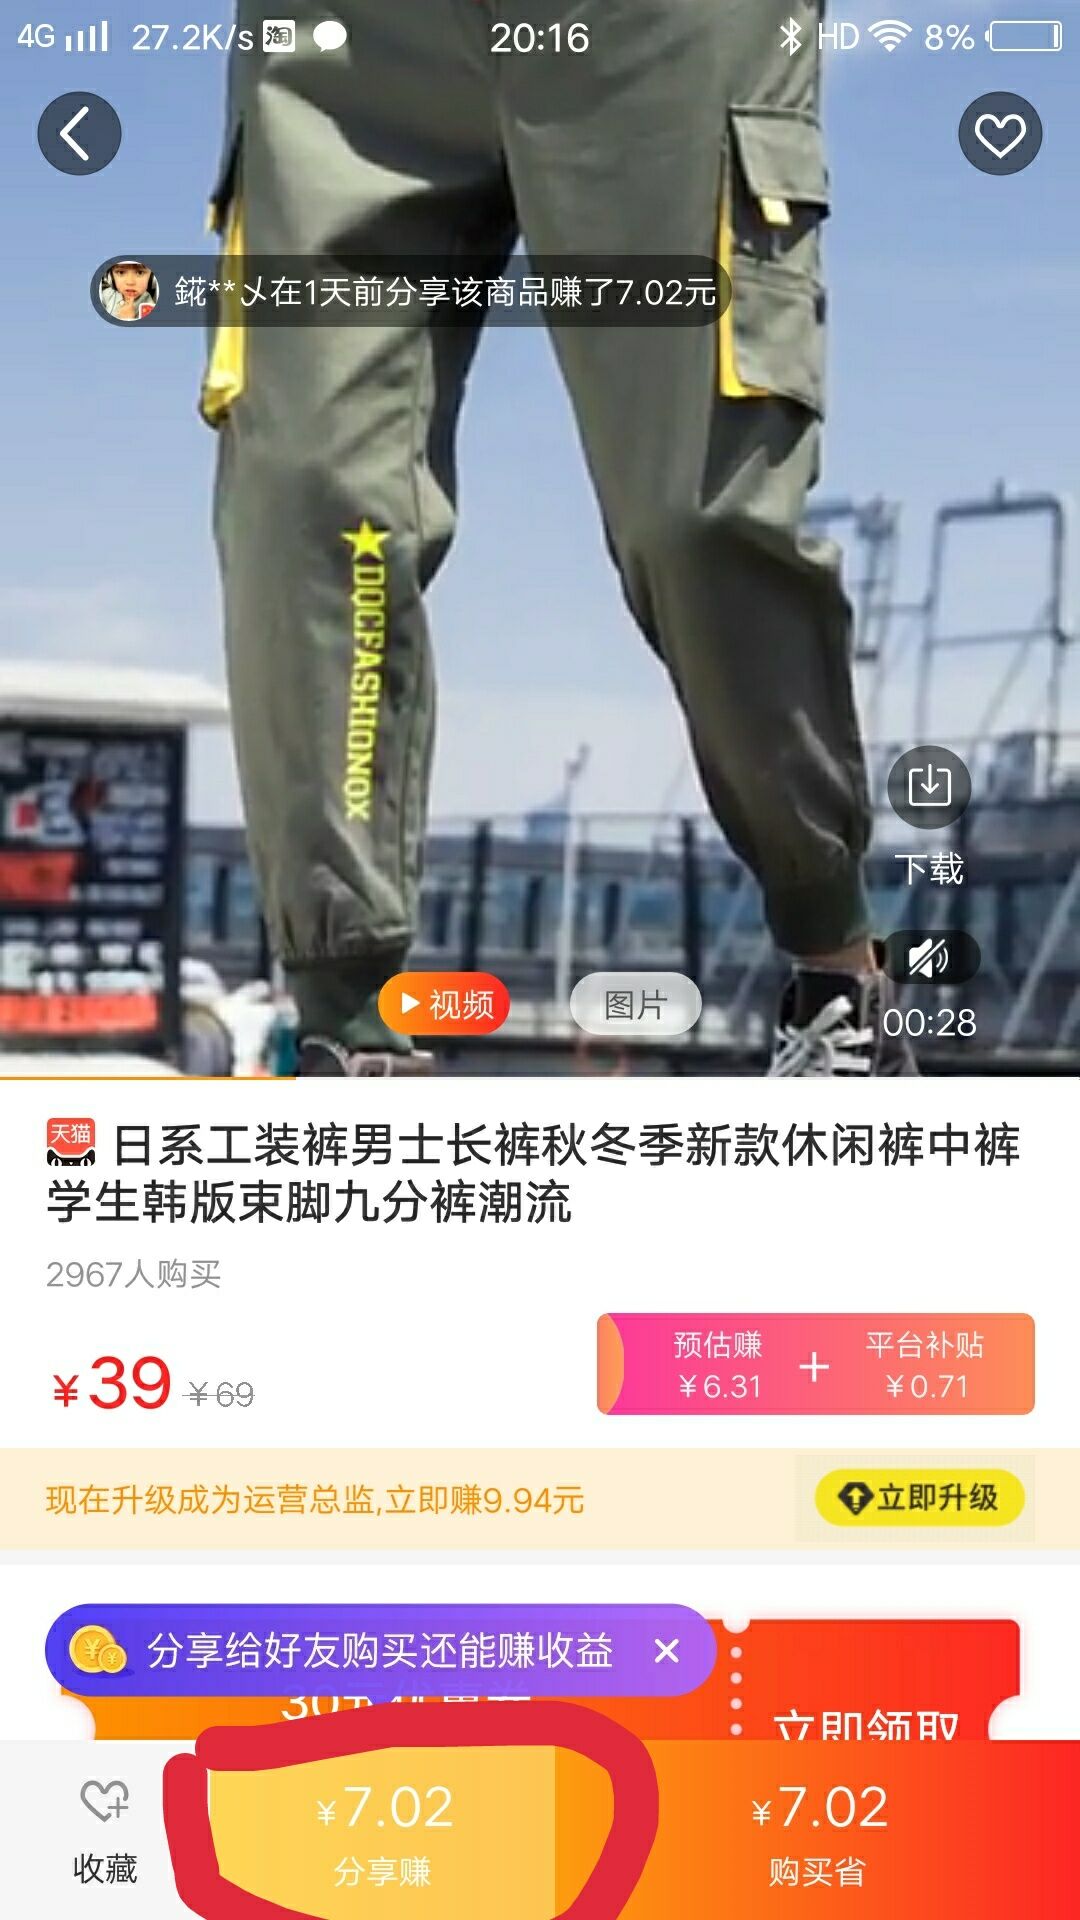 4G 27.2K/s 淘 20:16 HD 8%
錵**乄在1天前分享该商品赚了7.02元
★DQCFASHIONQX
下载
视频
图片
00:28
天猫 日系工装裤男士长裤秋冬季新款休闲裤中裤
学生韩版束脚九分裤潮流
2967人购买
¥39 ¥69
预估赚 + 平台补贴
¥6.31 ¥0.71
现在升级成为运营总监,立即赚9.94元
立即升级
分享给好友购买还能赚收益 ×
30元优惠券
立即领取
收藏
¥7.02
分享赚
¥7.02
购买省